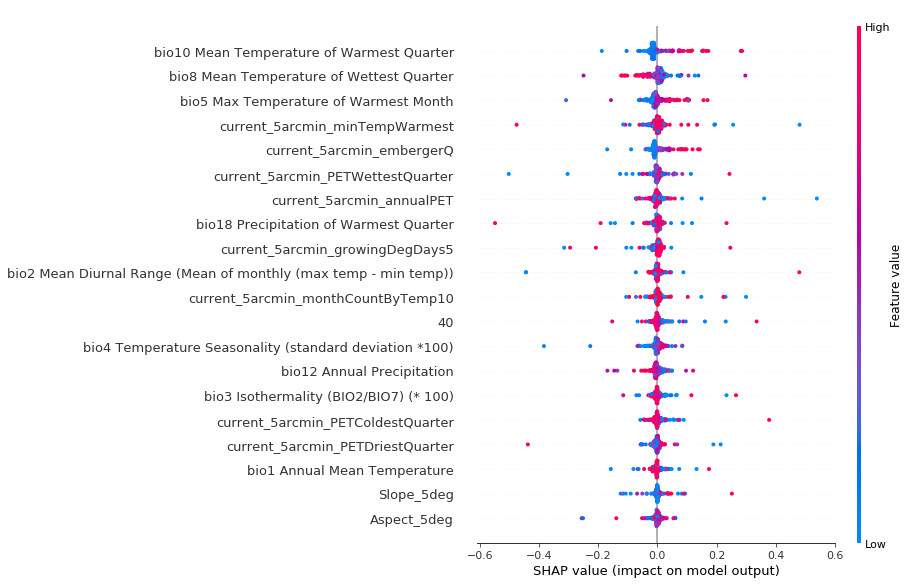 High
bio10 Mean Temperature of Warmest Quarter
bio8 Mean Temperature of Wettest Quarter
bio5 Max Temperature of Warmest Month
current_5arcmin_minTempWarmest
current_5arcmin_embergerQ
current_5arcmin_PETWettestQuarter
current_5arcmin_annualPET
bio18 Precipitation of Warmest Quarter
current_5arcmin_growingDegDays5
bio2 Mean Diurnal Range (Mean of monthly (max temp - min temp))
current_5arcmin_monthCountByTemp10
40
bio4 Temperature Seasonality (standard deviation *100)
bio12 Annual Precipitation
bio3 Isothermality (BIO2/BIO7) (* 100)
current_5arcmin_PETColdestQuarter
current_5arcmin_PETDriestQuarter
bio1 Annual Mean Temperature
Slope_5deg
Aspect_5deg
Feature value
Low
−0.6 −0.4 −0.2 0.0 0.2 0.4 0.6
SHAP value (impact on model output)